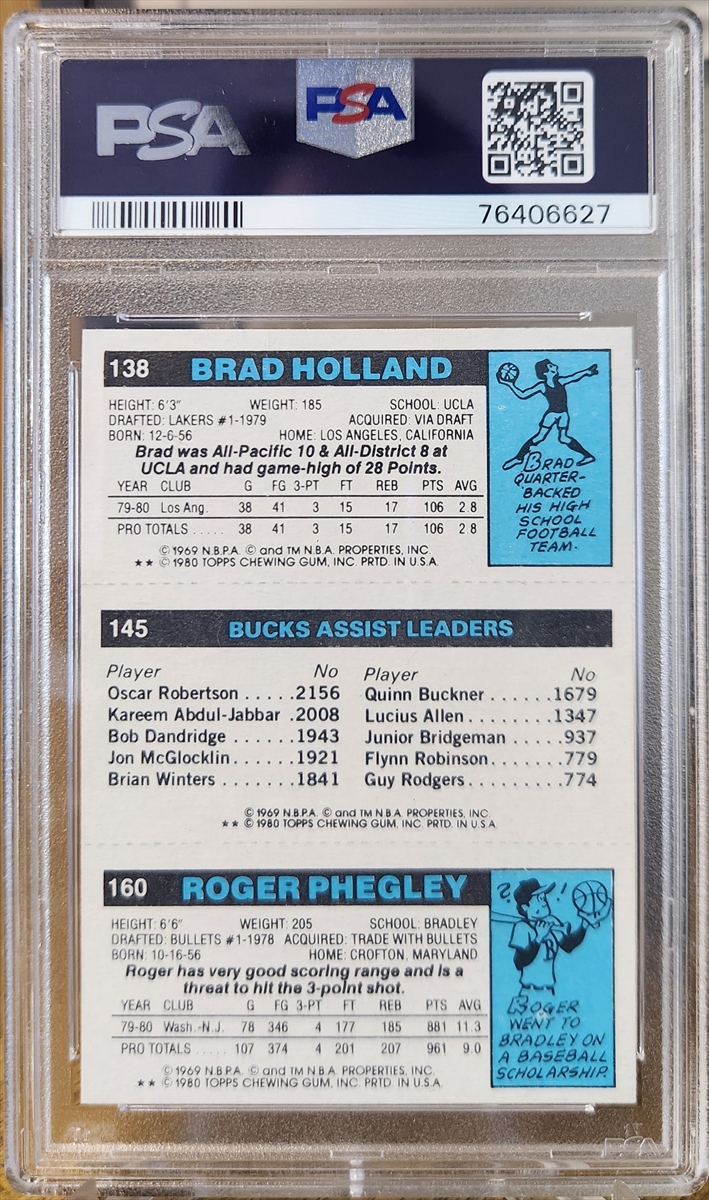 PSA
PSA
76406627
138 BRAD HOLLAND
HEIGHT: 6'3" WEIGHT: 185 SCHOOL: UCLA
DRAFTED: LAKERS #1-1979 ACQUIRED: VIA DRAFT
BORN: 12-6-56 HOME: LOS ANGELES, CALIFORNIA
Brad was All-Pacific 10 & All-District 8 at
UCLA and had game-high of 28 Points.
YEAR CLUB G FG 3-PT FT REB PTS AVG
79-80 Los Ang. 38 41 3 15 17 106 2.8
PRO TOTALS ..... 38 41 3 15 17 106 2.8
© 1969 N.B.P.A. © and TM N.B.A. PROPERTIES, INC.
★★ © 1980 TOPPS CHEWING GUM, INC. PRTD. IN U.S.A.
BRAD
QUARTER-
BACKED
HIS HIGH
SCHOOL
FOOTBALL
TEAM.
145 BUCKS ASSIST LEADERS
Player No Player No
Oscar Robertson .....2156 Quinn Buckner ......1679
Kareem Abdul-Jabbar .2008 Lucius Allen ........1347
Bob Dandridge ......1943 Junior Bridgeman .....937
Jon McGlocklin......1921 Flynn Robinson.......779
Brian Winters .......1841 Guy Rodgers.........774
© 1969 N.B.P.A. © and TM N.B.A. PROPERTIES, INC.
★★ © 1980 TOPPS CHEWING GUM, INC. PRTD. IN U.S.A.
160 ROGER PHEGLEY
HEIGHT: 6'6" WEIGHT: 205 SCHOOL: BRADLEY
DRAFTED: BULLETS #1-1978 ACQUIRED: TRADE WITH BULLETS
BORN: 10-16-56 HOME: CROFTON, MARYLAND
Roger has very good scoring range and is a
threat to hit the 3-point shot.
YEAR CLUB G FG 3-PT FT REB PTS AVG
79-80 Wash.-N.J. 78 346 4 177 185 881 11.3
PRO TOTALS ..... 107 374 4 201 207 961 9.0
© 1969 N.B.P.A. © and TM N.B.A. PROPERTIES, INC.
★★ © 1980 TOPPS CHEWING GUM, INC. PRTD. IN U.S.A.
? !
B
ROGER
WENT TO
BRADLEY ON
A BASEBALL
SCHOLARSHIP.
PSA